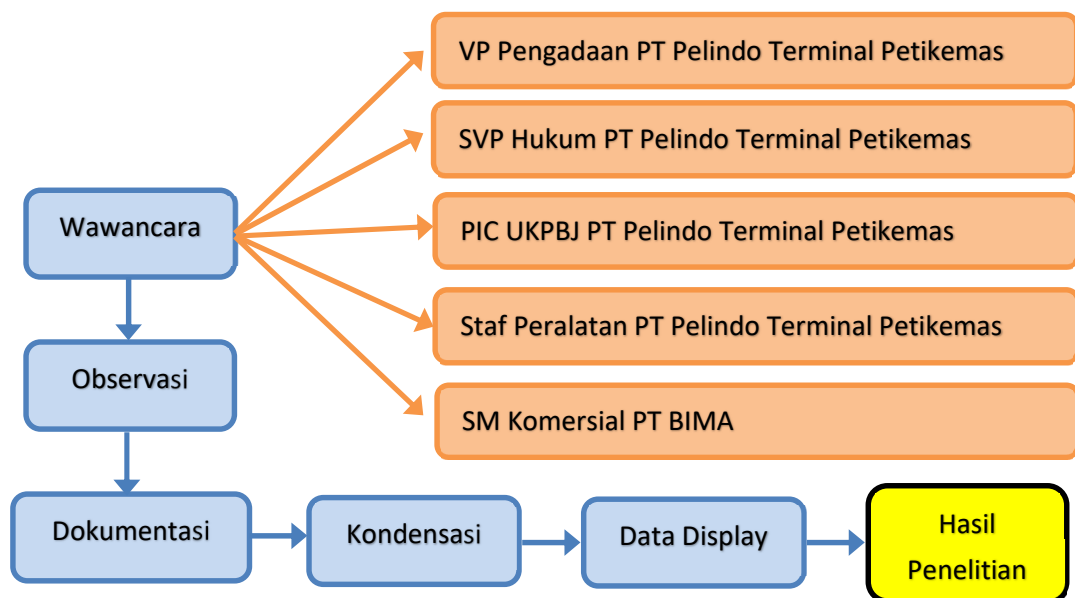 VP Pengadaan PT Pelindo Terminal Petikemas
SVP Hukum PT Pelindo Terminal Petikemas
Wawancara
PIC UKPBJ PT Pelindo Terminal Petikemas
Staf Peralatan PT Pelindo Terminal Petikemas
Observasi
SM Komersial PT BIMA
Dokumentasi
Kondensasi
Data Display
Hasil
Penelitian